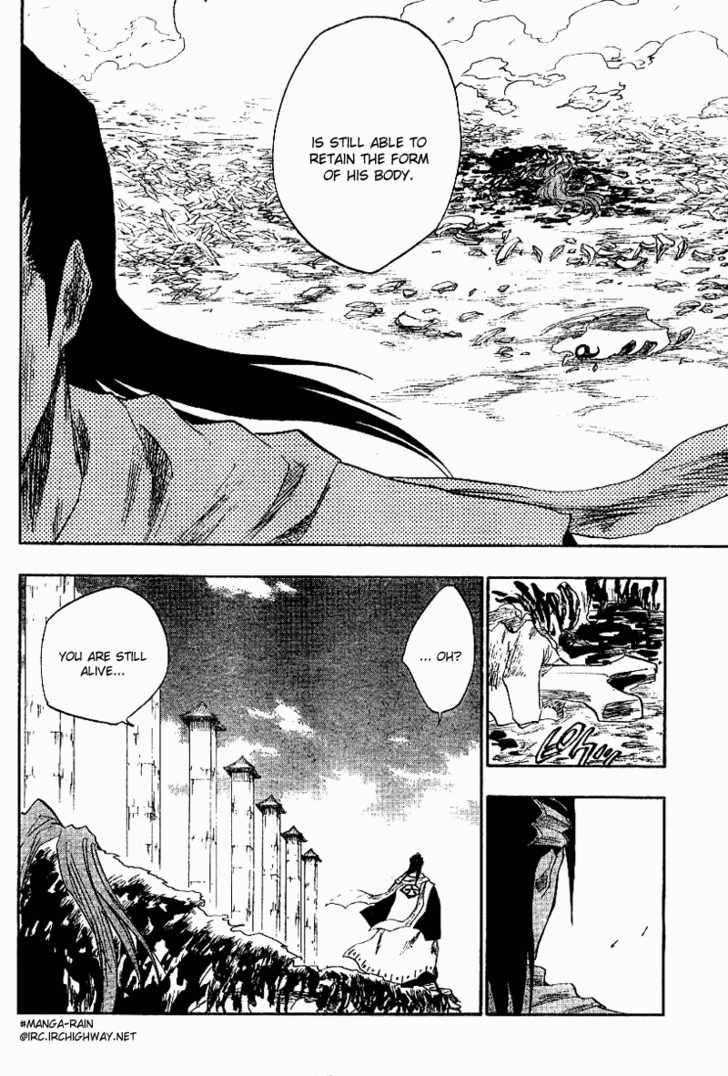 IS STILL ABLE TO
RETAIN THE FORM
OF HIS BODY.
... OH?
YOU ARE STILL
ALIVE...
#MANGA-RAIN
@IRC.IRCHIGHWAY.NET